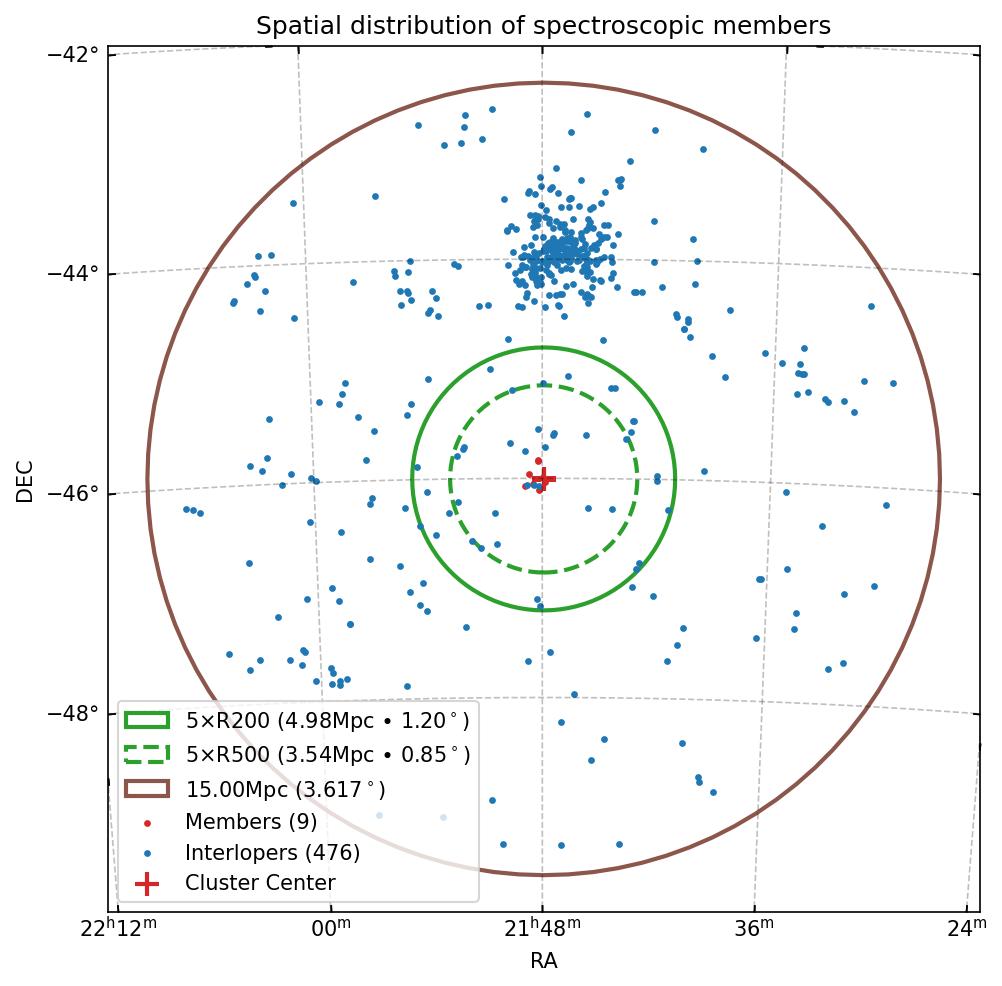 Spatial distribution of spectroscopic members
−42°
−44°
−46°
−48°
DEC
5×R200 (4.98Mpc • 1.20°)
5×R500 (3.54Mpc • 0.85°)
15.00Mpc (3.617°)
Members (9)
Interlopers (476)
Cluster Center
22ʰ12ᵐ 00ᵐ 21ʰ48ᵐ 36ᵐ 24ᵐ
RA